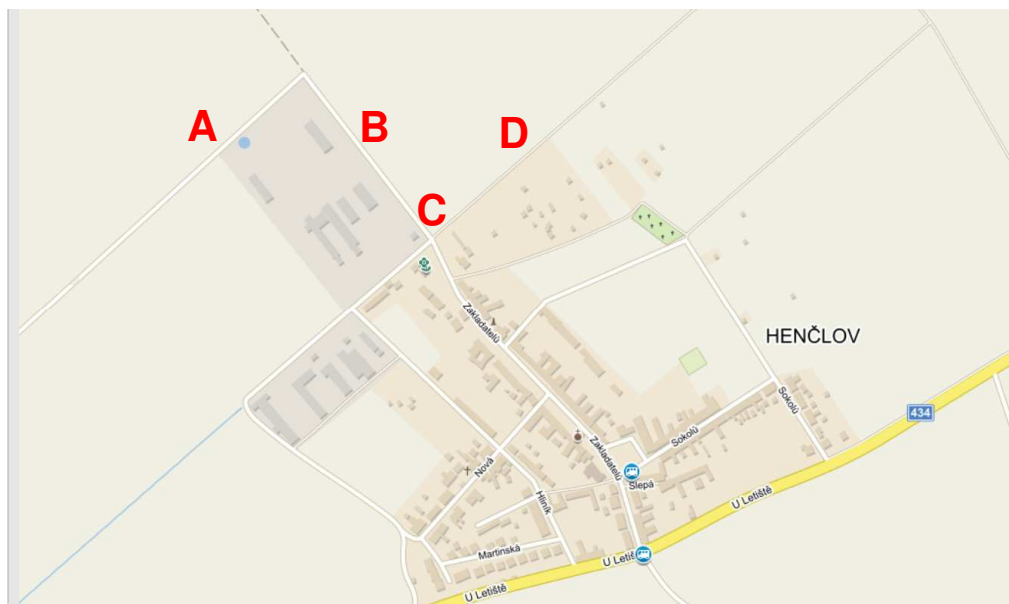 A
B
D
C
Zakladatelů
HENČLOV
434
Sokolů
Zakladatelů
Sokolů
Nová
Slepá
Hliník
U Letiště
Martinská
U Letiště
U Letiště